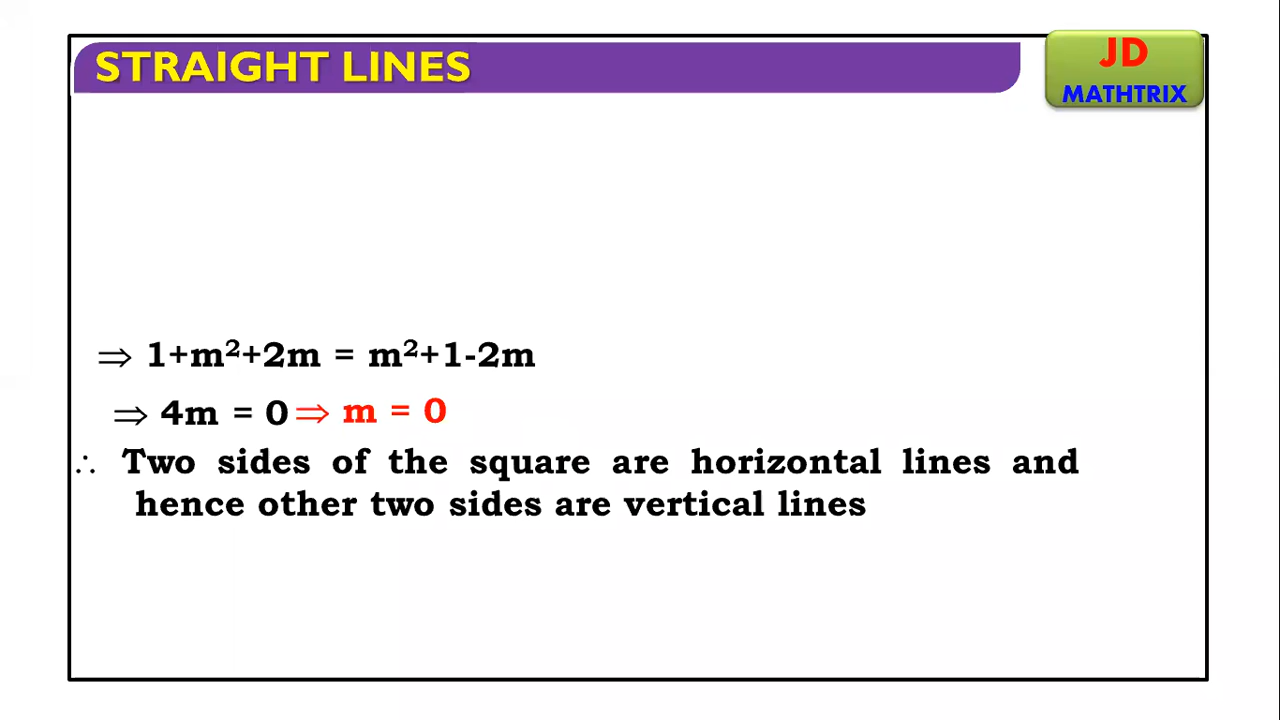 STRAIGHT LINES
JD
MATHTRIX
⇒ 1+m²+2m = m²+1-2m
⇒ 4m = 0 ⇒ m = 0
∴ Two sides of the square are horizontal lines and
hence other two sides are vertical lines